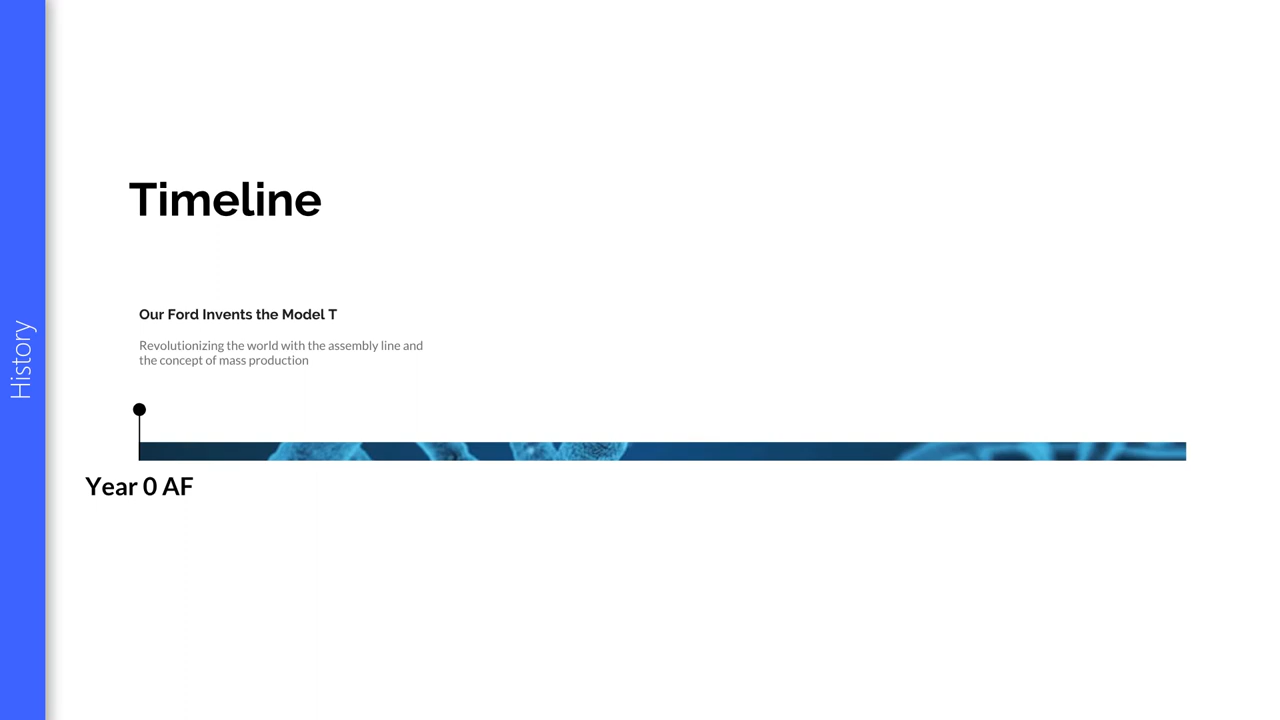 History
Timeline
Our Ford Invents the Model T
Revolutionizing the world with the assembly line and
the concept of mass production
Year 0 AF